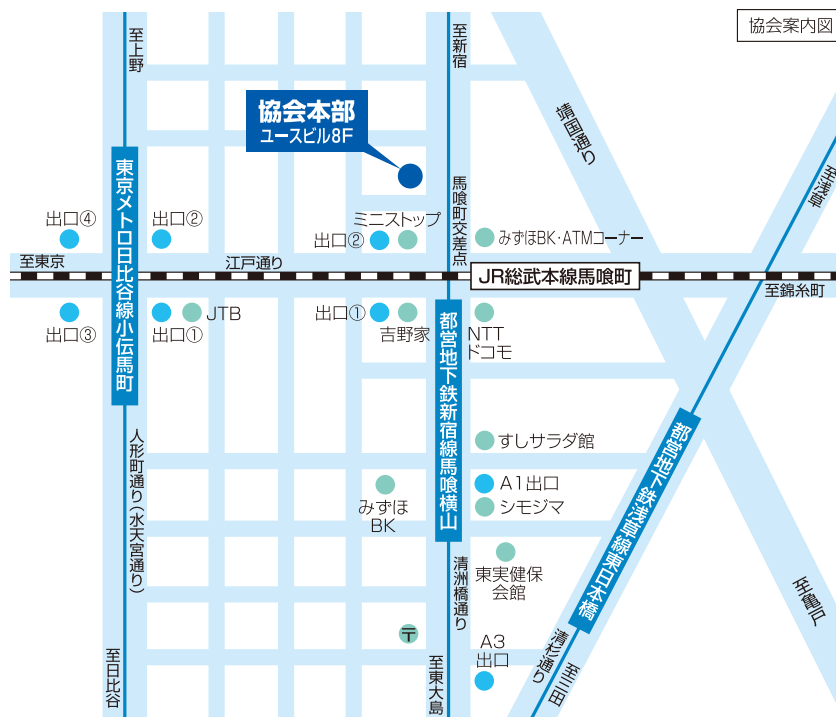 協会案内図
至上野
至新宿
協会本部
ユースビル8F
靖国通り
至浅草
東京メトロ日比谷線小伝馬町
馬喰町交差点
出口④
出口②
ミニストップ
出口②
みずほBK・ATMコーナー
至東京
江戸通り
JR総武本線馬喰町
至錦糸町
出口③
出口①
JTB
出口①
吉野家
NTT
ドコモ
都営地下鉄新宿線馬喰横山
都営地下鉄浅草線東日本橋
人形町通り(水天宮通り)
すしサラダ館
A1出口
シモジマ
みずほ
BK
東実健保
会館
清洲橋通り
至亀戸
〒
A3
出口
清杉通り
至三田
至日比谷
至東大島